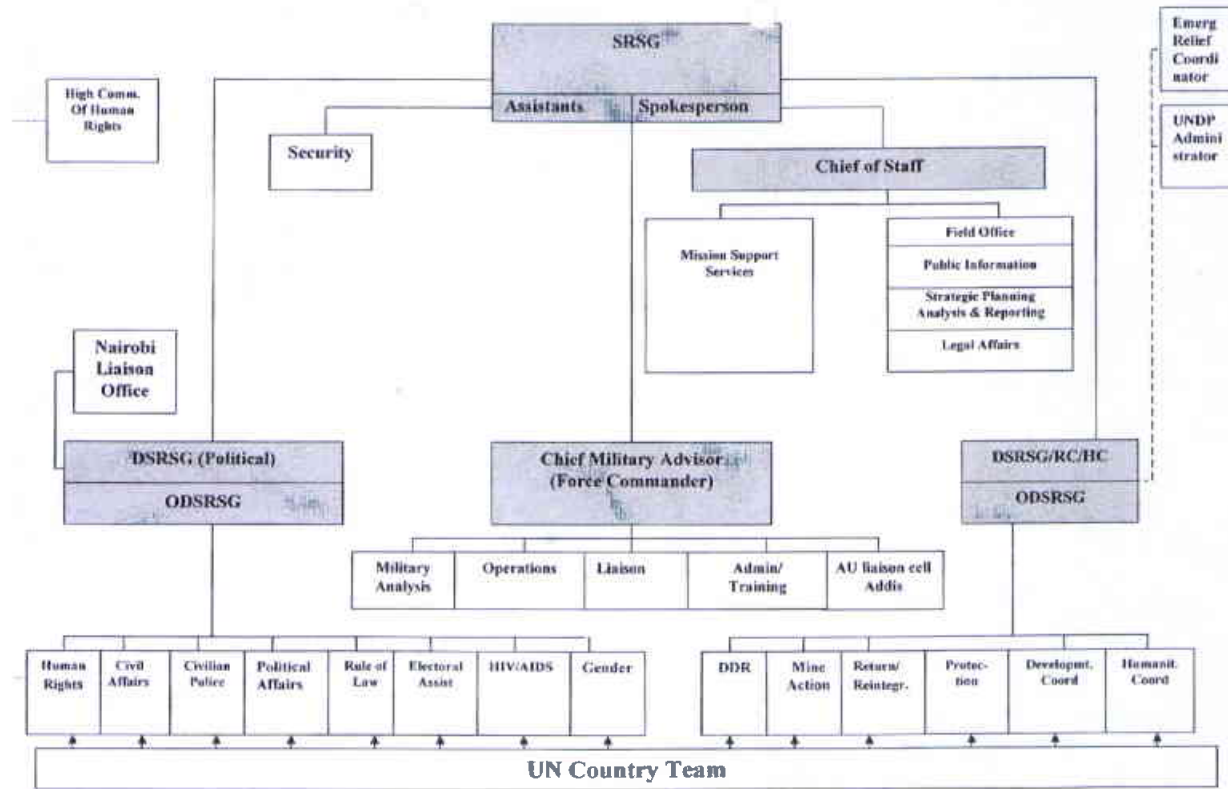 SRSG
Assistants
Spokesperson
Emerg
Relief
Coordi
nator
UNDP
Admini
strator
High Comm.
Of Human
Rights
Security
Chief of Staff
Mission Support
Services
Field Office
Public Information
Strategic Planning
Analysis & Reporting
Legal Affairs
Nairobi
Liaison
Office
DSRSG (Political)
ODSRSG
Chief Military Advisor
(Force Commander)
DSRSG/RC/HC
ODSRSG
Military
Analysis
Operations
Liaison
Admin/
Training
AU liaison cell
Addis
Human
Rights
Civil
Affairs
Civilian
Police
Political
Affairs
Rule of
Law
Electoral
Assist
HIV/AIDS
Gender
DDR
Mine
Action
Return/
Reintegr.
Protec-
tion
Developmt.
Coord
Humanit.
Coord
UN Country Team